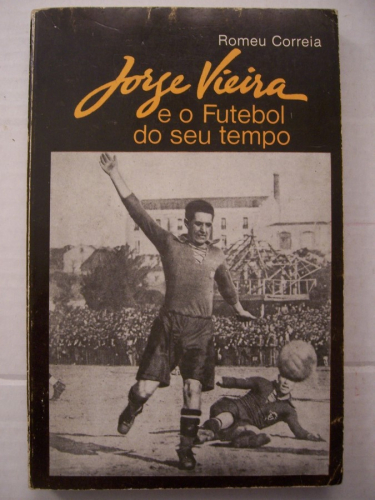 Romeu Correia
Jorge Vieira
e o Futebol
do seu tempo